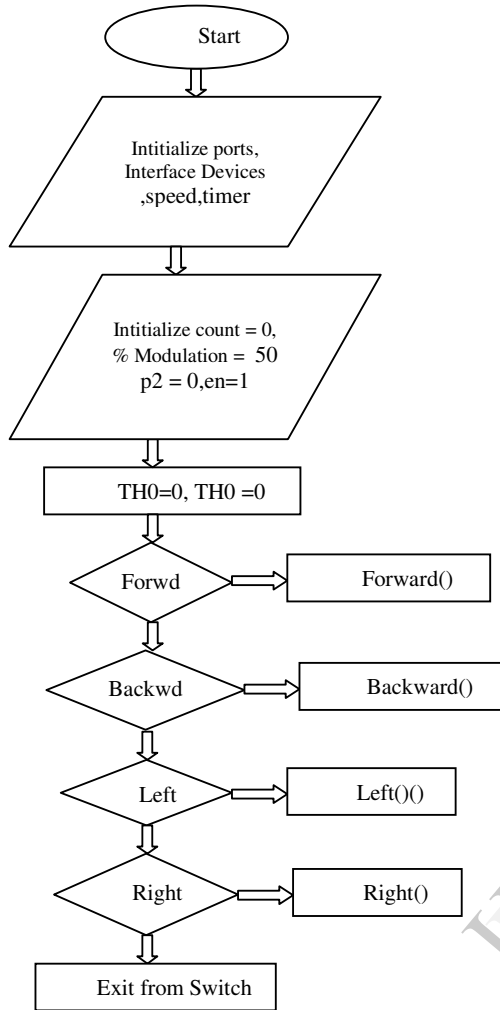 Start
Intitialize ports,
Interface Devices
,speed,timer
Intitialize count = 0,
% Modulation = 50
p2 = 0,en=1
TH0=0, TH0 =0
Forwd
Forward()
Backwd
Backward()
Left
Left()()
Right
Right()
Exit from Switch